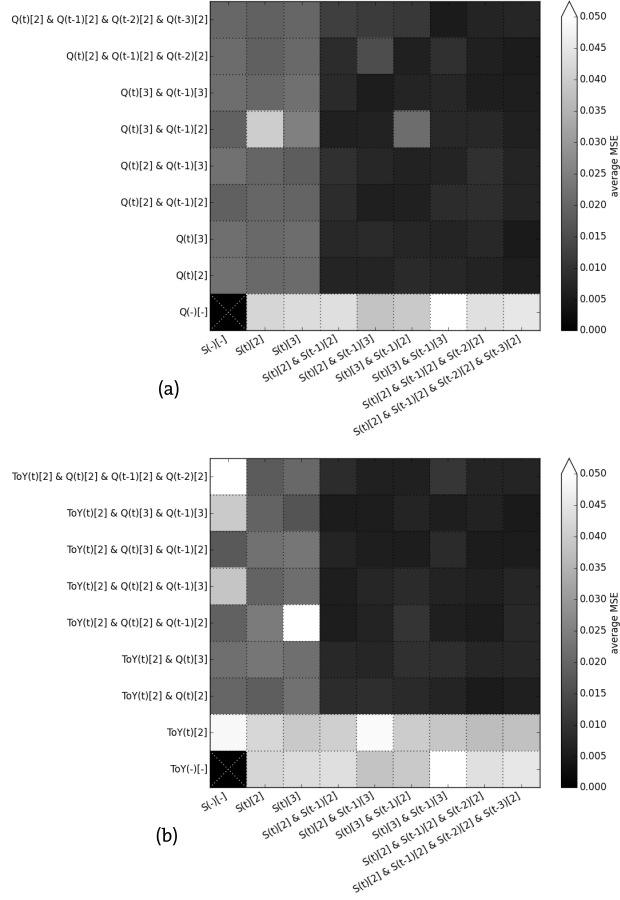 Q(t)[2] & Q(t-1)[2] & Q(t-2)[2] & Q(t-3)[2]
Q(t)[2] & Q(t-1)[2] & Q(t-2)[2]
Q(t)[3] & Q(t-1)[3]
Q(t)[3] & Q(t-1)[2]
Q(t)[2] & Q(t-1)[3]
Q(t)[2] & Q(t-1)[2]
Q(t)[3]
Q(t)[2]
Q(-)[-]
S(-)[-]
S(t)[2]
S(t)[3]
S(t)[2] & S(t-1)[2]
S(t)[2] & S(t-1)[3]
S(t)[3] & S(t-1)[2]
S(t)[3] & S(t-1)[3]
S(t)[2] & S(t-1)[2] & S(t-2)[2]
S(t)[2] & S(t-1)[2] & S(t-2)[2] & S(t-3)[2]
0.050
0.045
0.040
0.035
0.030
0.025
0.020
0.015
0.010
0.005
0.000
average MSE
(a)
ToY(t)[2] & Q(t)[2] & Q(t-1)[2] & Q(t-2)[2]
ToY(t)[2] & Q(t)[3] & Q(t-1)[3]
ToY(t)[2] & Q(t)[3] & Q(t-1)[2]
ToY(t)[2] & Q(t)[2] & Q(t-1)[3]
ToY(t)[2] & Q(t)[2] & Q(t-1)[2]
ToY(t)[2] & Q(t)[3]
ToY(t)[2] & Q(t)[2]
ToY(t)[2]
ToY(-)[-]
S(-)[-]
S(t)[2]
S(t)[3]
S(t)[2] & S(t-1)[2]
S(t)[2] & S(t-1)[3]
S(t)[3] & S(t-1)[2]
S(t)[3] & S(t-1)[3]
S(t)[2] & S(t-1)[2] & S(t-2)[2]
S(t)[2] & S(t-1)[2] & S(t-2)[2] & S(t-3)[2]
0.050
0.045
0.040
0.035
0.030
0.025
0.020
0.015
0.010
0.005
0.000
average MSE
(b)